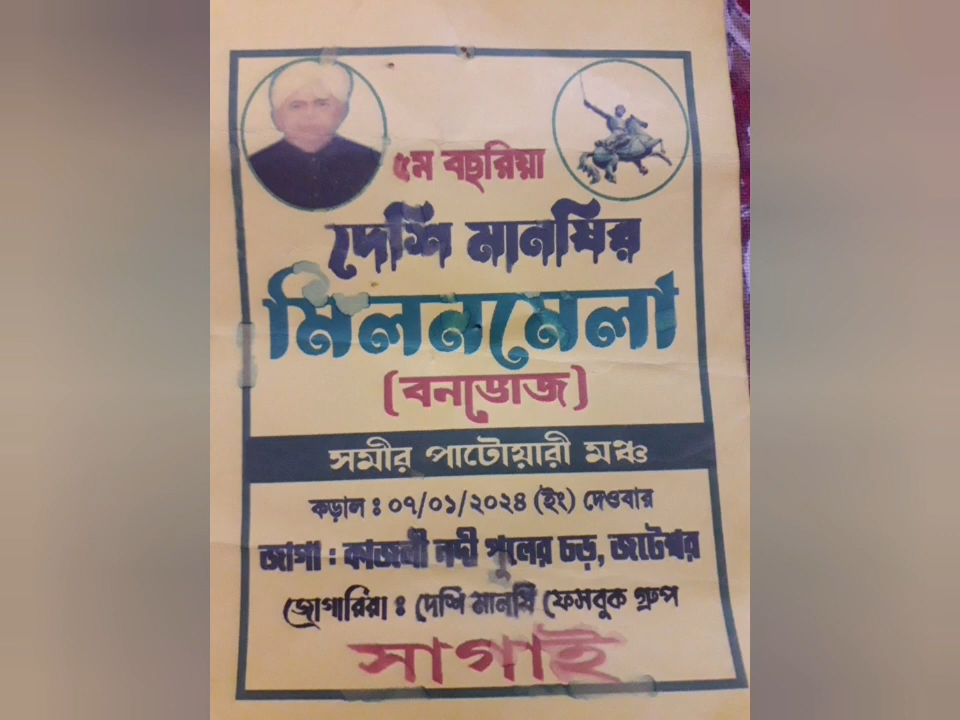 ৫ম বছরিয়া
দেশি মানষির
মিলনমেলা
(বনভোজ)
সমীর পাটোয়ারী মঞ্চ
কড়াল : ০৭/০১/২০২৪ (ইং) দেওবার
জাগা : কাজলী নদী পুলের চড়, জটেশ্বর
জোগারিরা : দেশি মানষি ফেসবুক গ্রুপ
সাগাই